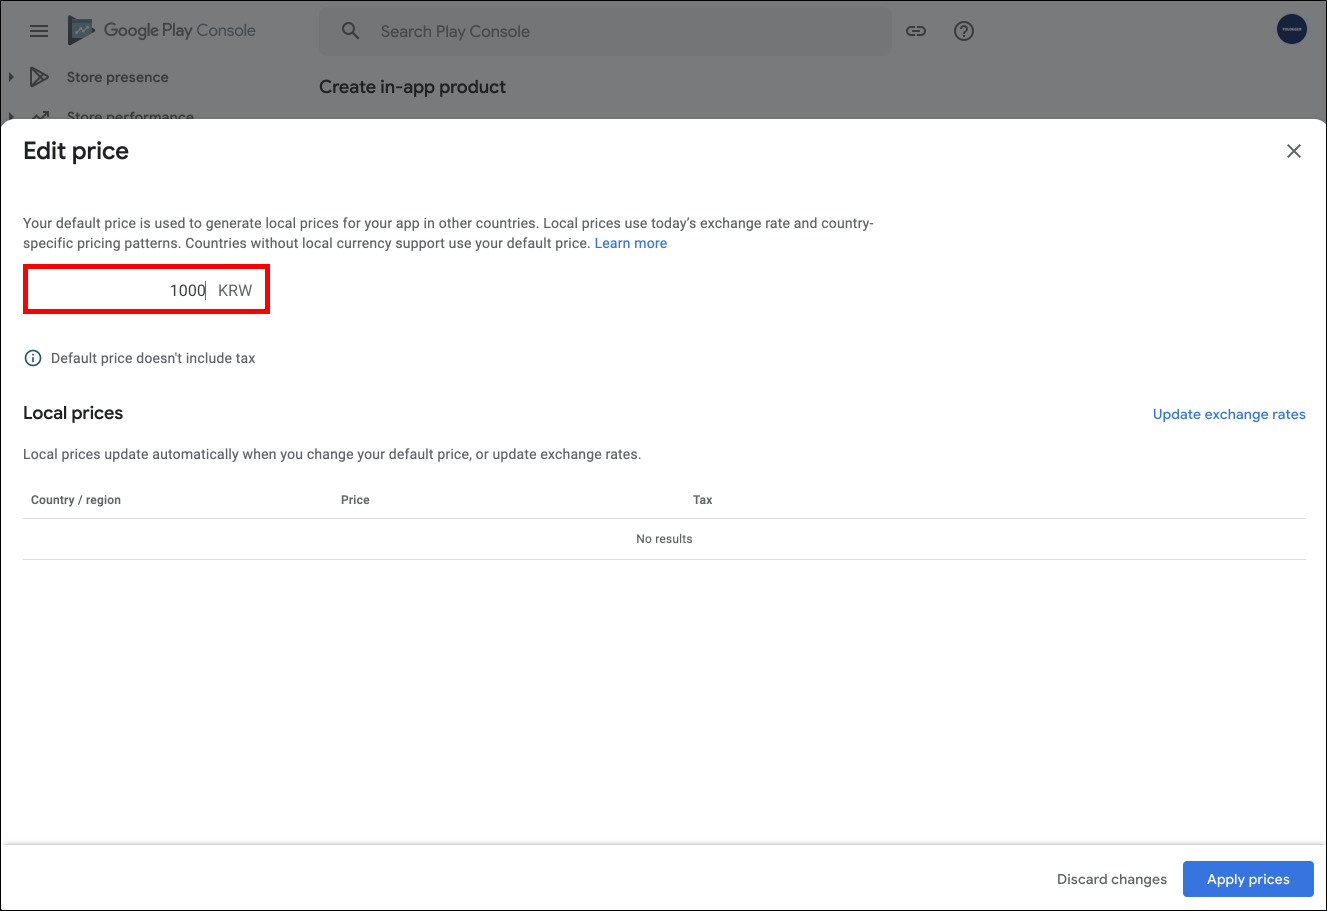 Google Play Console
Search Play Console
Store presence
Create in-app product
Store performance
Edit price
Your default price is used to generate local prices for your app in other countries. Local prices use today’s exchange rate and country-
specific pricing patterns. Countries without local currency support use your default price. Learn more
1000 KRW
Default price doesn't include tax
Local prices
Update exchange rates
Local prices update automatically when you change your default price, or update exchange rates.
Country / region Price Tax
No results
Discard changes Apply prices